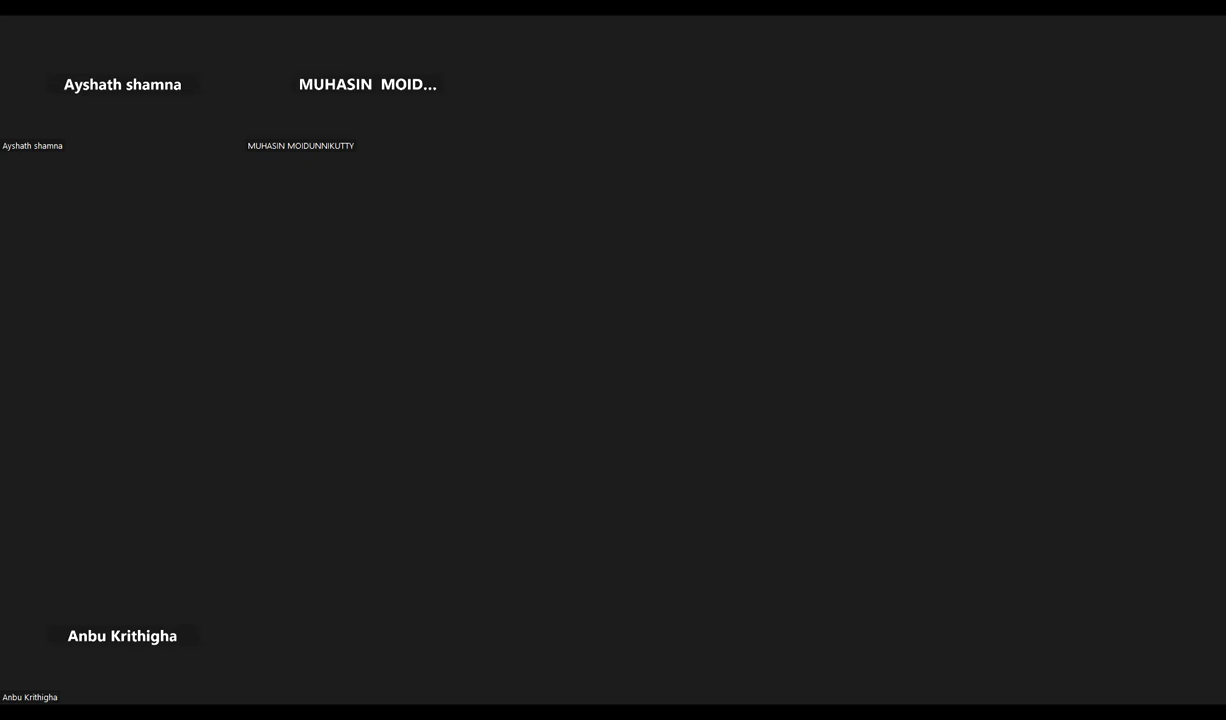 Ayshath shamna
MUHASIN MOID...
Ayshath shamna
MUHASIN MOIDUNNIKUTTY
Anbu Krithigha
Anbu Krithigha